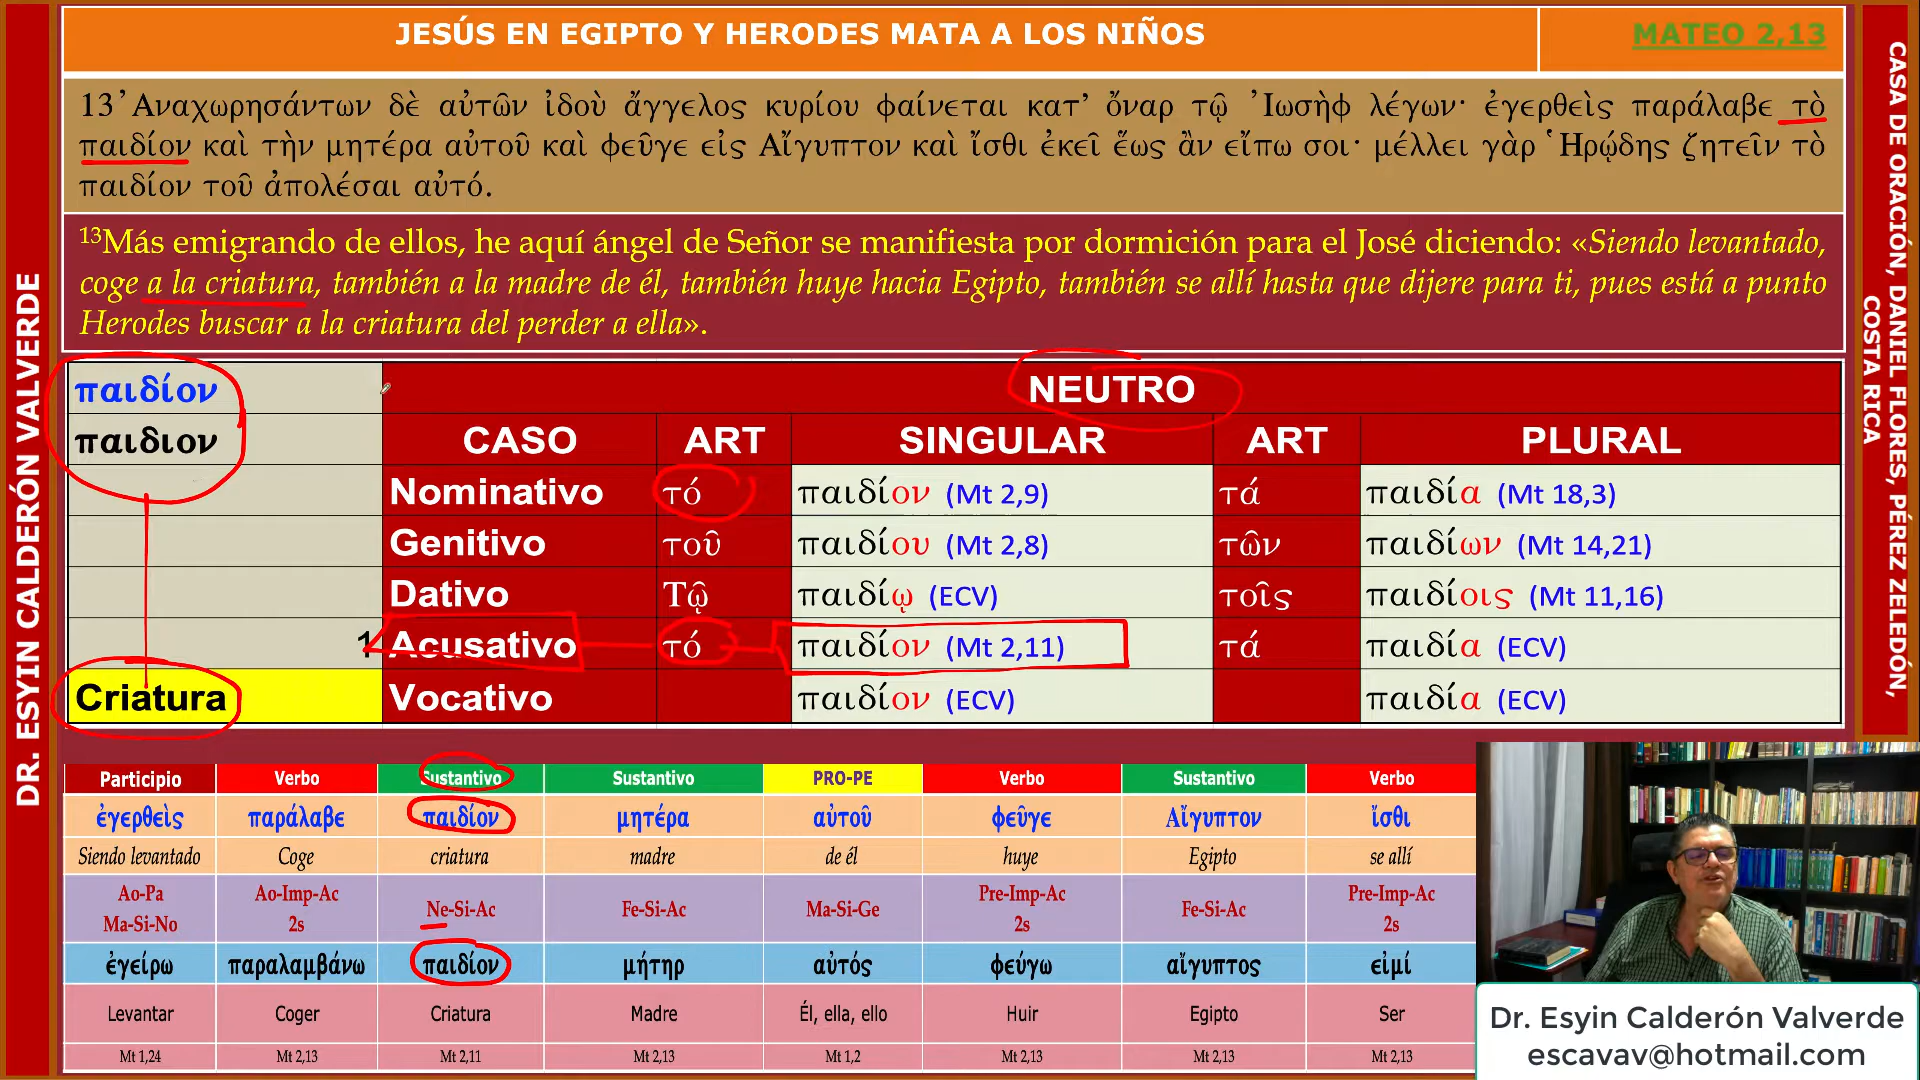 JESÚS EN EGIPTO Y HERODES MATA A LOS NIÑOS
MATEO 2,13
13 ᾿Αναχωρησάντων δὲ αὐτῶν ἰδοὺ ἄγγελος κυρίου φαίνεται κατ’ ὄναρ τῷ ᾿Ιωσὴφ λέγων· ἐγερθεὶς παράλαβε τὸ
παιδίον καὶ τὴν μητέρα αὐτοῦ καὶ φεῦγε εἰς Αἴγυπτον καὶ ἴσθι ἐκεῖ ἕως ἂν εἴπω σοι· μέλλει γὰρ ῾Ηρῴδης ζητεῖν τὸ
παιδίον τοῦ ἀπολέσαι αὐτό.
13Más emigrando de ellos, he aquí ángel de Señor se manifiesta por dormición para el José diciendo: «Siendo levantado,
coge a la criatura, también a la madre de él, también huye hacia Egipto, también se allí hasta que dijere para ti, pues está a punto
Herodes buscar a la criatura del perder a ella».
παιδίον NEUTRO
παιδιον CASO ART SINGULAR ART PLURAL
Nominativo τό παιδίον (Mt 2,9) τά παιδία (Mt 18,3)
Genitivo τοῦ παιδίου (Mt 2,8) τῶν παιδίων (Mt 14,21)
Dativo Τῷ παιδίῳ (ECV) τοῖς παιδίοις (Mt 11,16)
1 Acusativo τό παιδίον (Mt 2,11) τά παιδία (ECV)
Criatura Vocativo παιδίον (ECV) παιδία (ECV)
Participio Verbo Sustantivo Sustantivo PRO-PE Verbo Sustantivo Verbo
ἐγερθεὶς παράλαβε παιδίον μητέρα αὐτοῦ φεῦγε Αἴγυπτον ἴσθι
Siendo levantado Coge criatura madre de él huye Egipto se allí
Ao-Pa Ao-Imp-Ac Ne-Si-Ac Fe-Si-Ac Ma-Si-Ge Pre-Imp-Ac Fe-Si-Ac Pre-Imp-Ac
Ma-Si-No 2s 2s 2s
ἐγείρω παραλαμβάνω παιδίον μήτηρ αὐτός φεύγω αἴγυπτος εἰμί
Levantar Coger Criatura Madre Él, ella, ello Huir Egipto Ser
Mt 1,24 Mt 2,13 Mt 2,11 Mt 2,13 Mt 1,2 Mt 2,13 Mt 2,13 Mt 2,13
DR. ESYIN CALDERÓN VALVERDE
CASA DE ORACIÓN, DANIEL FLORES, PÉREZ ZELEDÓN,
COSTA RICA
Dr. Esyin Calderón Valverde
escavav@hotmail.com